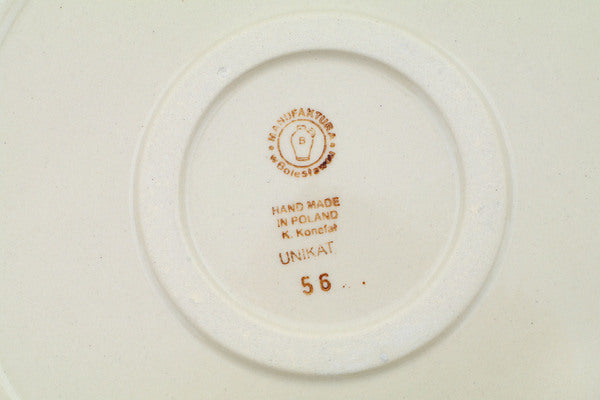 MANUFAKTURA
B
w Bolesławcu
HAND MADE
IN POLAND
K. Konefał
UNIKAT
56